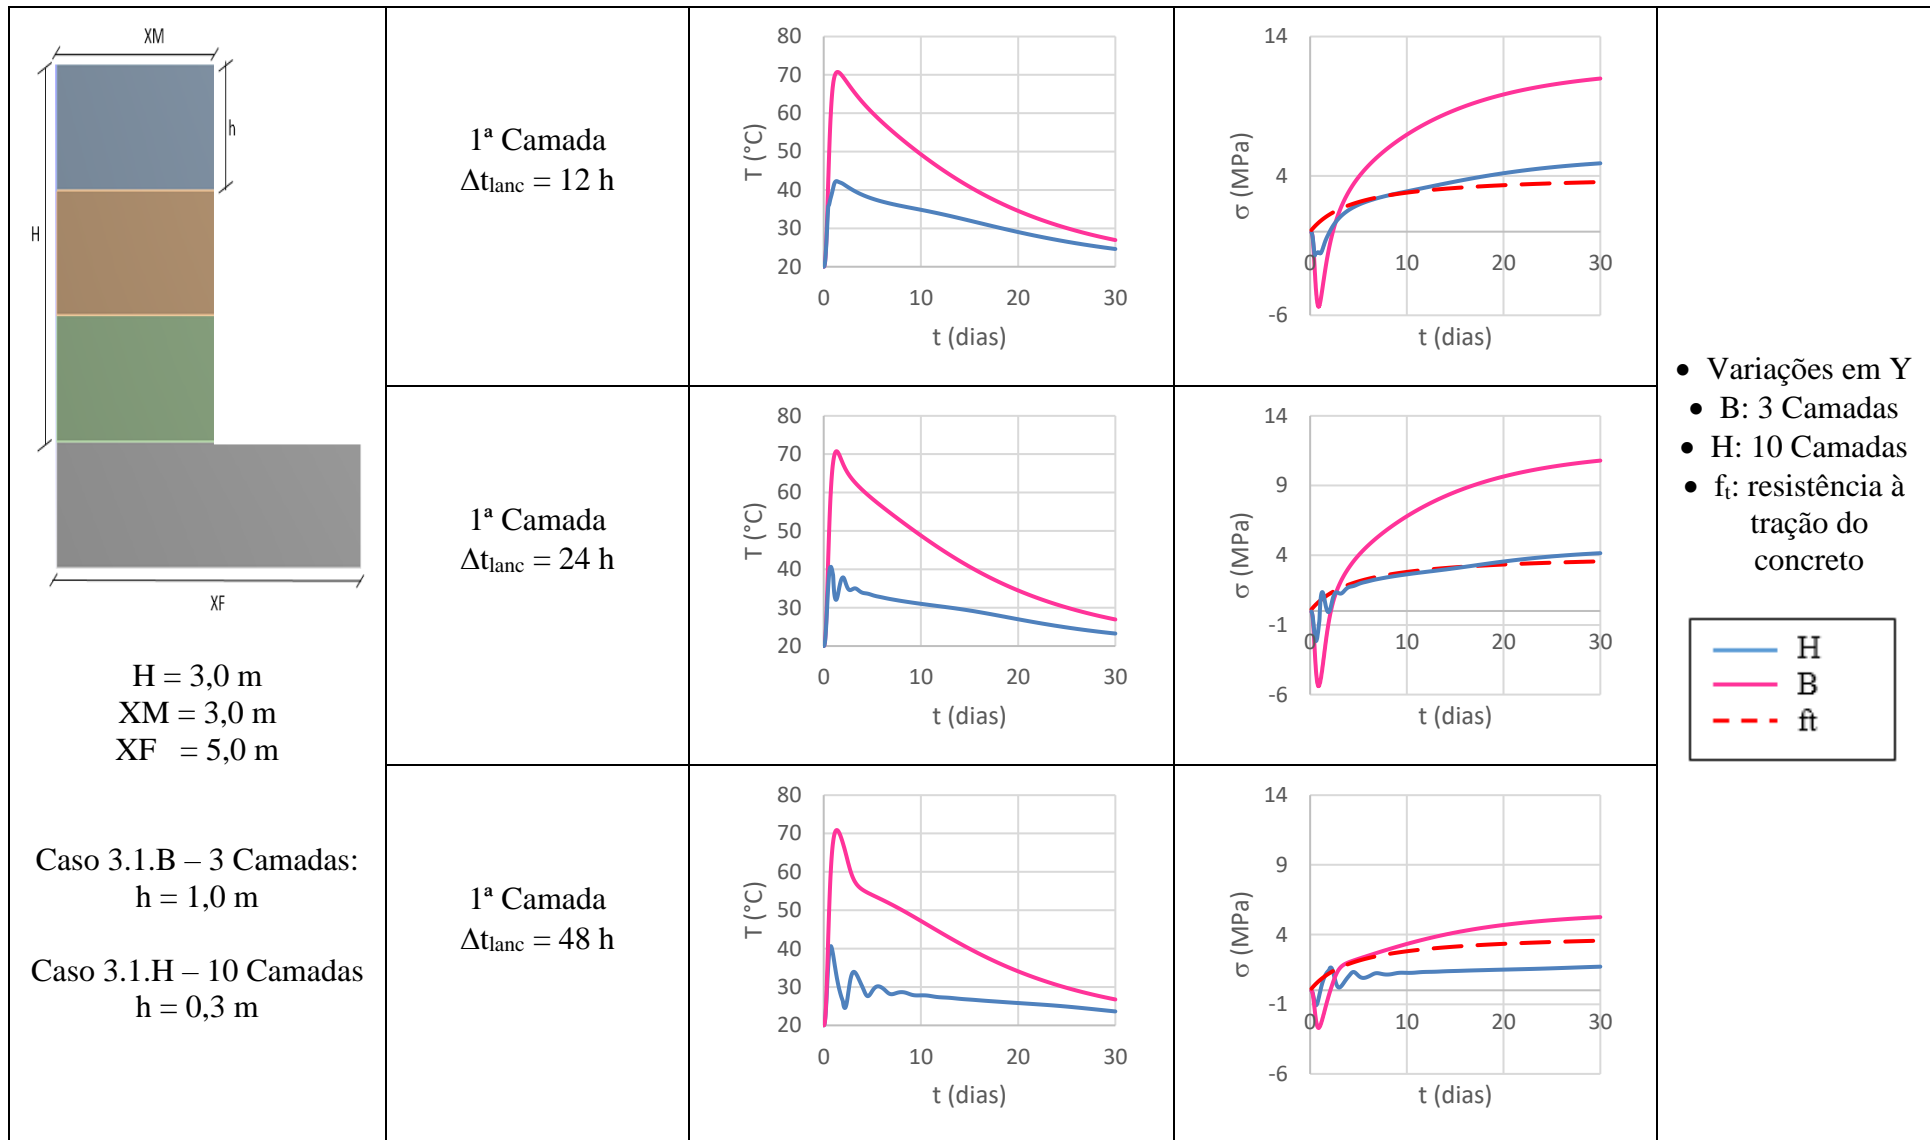 XM
h
H
XF
H = 3,0 m
XM = 3,0 m
XF = 5,0 m
Caso 3.1.B – 3 Camadas:
h = 1,0 m
Caso 3.1.H – 10 Camadas
h = 0,3 m
1ª Camada
Δtlanc = 12 h
80
70
60
50
40
30
20
T (°C)
0 10 20 30
t (dias)
14
4
-6
σ (MPa)
0 10 20 30
t (dias)
1ª Camada
Δtlanc = 24 h
80
70
60
50
40
30
20
T (°C)
0 10 20 30
t (dias)
14
9
4
-1
-6
σ (MPa)
0 10 20 30
t (dias)
1ª Camada
Δtlanc = 48 h
80
70
60
50
40
30
20
T (°C)
0 10 20 30
t (dias)
14
9
4
-1
-6
σ (MPa)
0 10 20 30
t (dias)
• Variações em Y
• B: 3 Camadas
• H: 10 Camadas
• ft: resistência à
tração do
concreto
H
B
ft